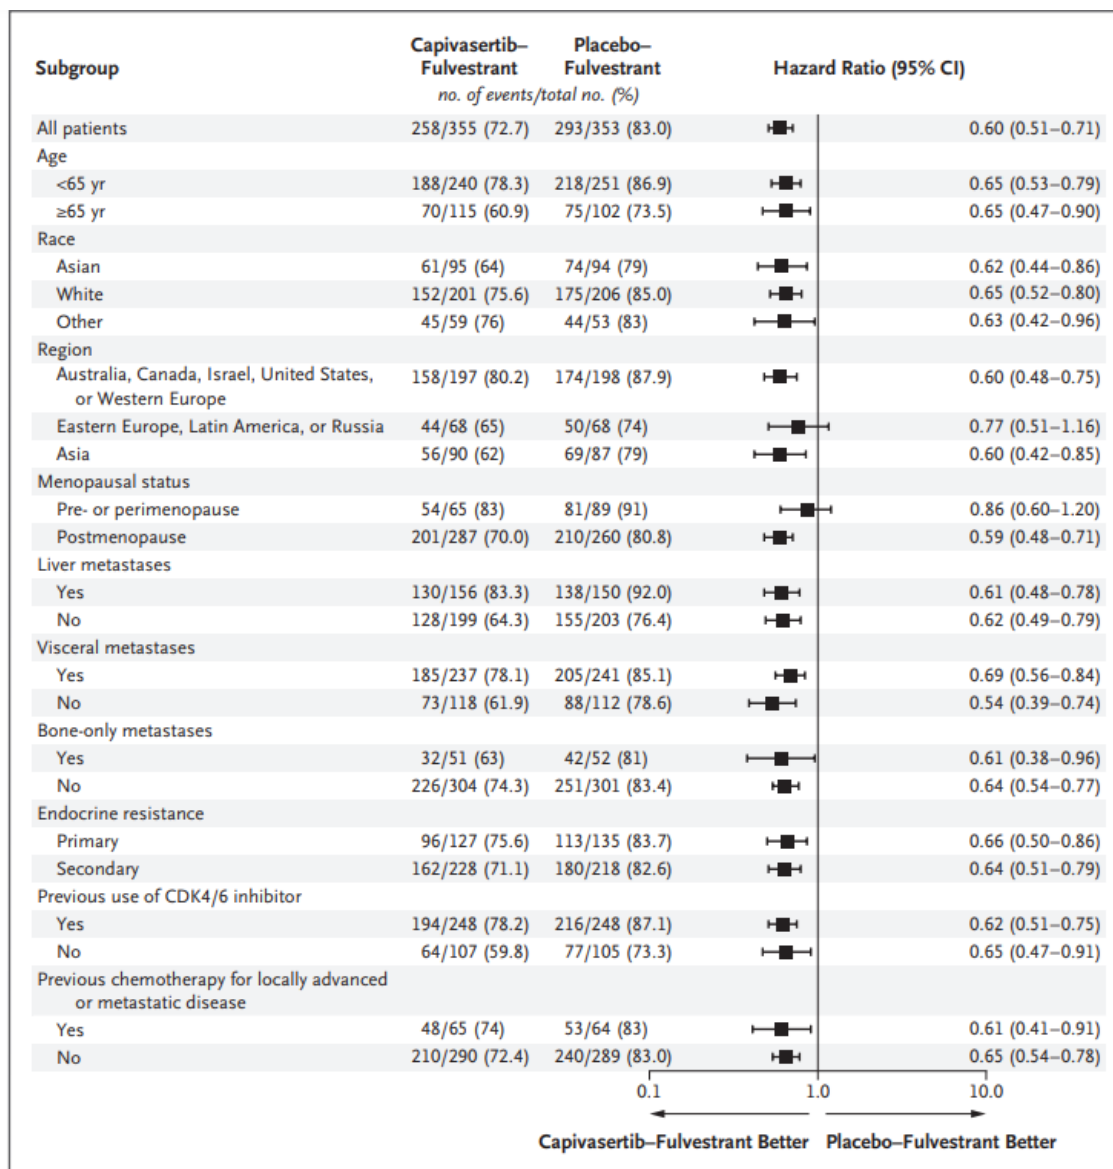 Subgroup Capivasertib–Fulvestrant Placebo–Fulvestrant Hazard Ratio (95% CI)
no. of events/total no. (%)
All patients 258/355 (72.7) 293/353 (83.0) 0.60 (0.51–0.71)
Age
<65 yr 188/240 (78.3) 218/251 (86.9) 0.65 (0.53–0.79)
≥65 yr 70/115 (60.9) 75/102 (73.5) 0.65 (0.47–0.90)
Race
Asian 61/95 (64) 74/94 (79) 0.62 (0.44–0.86)
White 152/201 (75.6) 175/206 (85.0) 0.65 (0.52–0.80)
Other 45/59 (76) 44/53 (83) 0.63 (0.42–0.96)
Region
Australia, Canada, Israel, United States, 158/197 (80.2) 174/198 (87.9) 0.60 (0.48–0.75)
or Western Europe
Eastern Europe, Latin America, or Russia 44/68 (65) 50/68 (74) 0.77 (0.51–1.16)
Asia 56/90 (62) 69/87 (79) 0.60 (0.42–0.85)
Menopausal status
Pre- or perimenopause 54/65 (83) 81/89 (91) 0.86 (0.60–1.20)
Postmenopause 201/287 (70.0) 210/260 (80.8) 0.59 (0.48–0.71)
Liver metastases
Yes 130/156 (83.3) 138/150 (92.0) 0.61 (0.48–0.78)
No 128/199 (64.3) 155/203 (76.4) 0.62 (0.49–0.79)
Visceral metastases
Yes 185/237 (78.1) 205/241 (85.1) 0.69 (0.56–0.84)
No 73/118 (61.9) 88/112 (78.6) 0.54 (0.39–0.74)
Bone-only metastases
Yes 32/51 (63) 42/52 (81) 0.61 (0.38–0.96)
No 226/304 (74.3) 251/301 (83.4) 0.64 (0.54–0.77)
Endocrine resistance
Primary 96/127 (75.6) 113/135 (83.7) 0.66 (0.50–0.86)
Secondary 162/228 (71.1) 180/218 (82.6) 0.64 (0.51–0.79)
Previous use of CDK4/6 inhibitor
Yes 194/248 (78.2) 216/248 (87.1) 0.62 (0.51–0.75)
No 64/107 (59.8) 77/105 (73.3) 0.65 (0.47–0.91)
Previous chemotherapy for locally advanced
or metastatic disease
Yes 48/65 (74) 53/64 (83) 0.61 (0.41–0.91)
No 210/290 (72.4) 240/289 (83.0) 0.65 (0.54–0.78)
0.1 1.0 10.0
Capivasertib–Fulvestrant Better Placebo–Fulvestrant Better